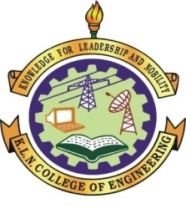 KNOWLEDGE FOR LEADERSHIP AND NOBILITY
K.L.N. COLLEGE OF ENGINEERING